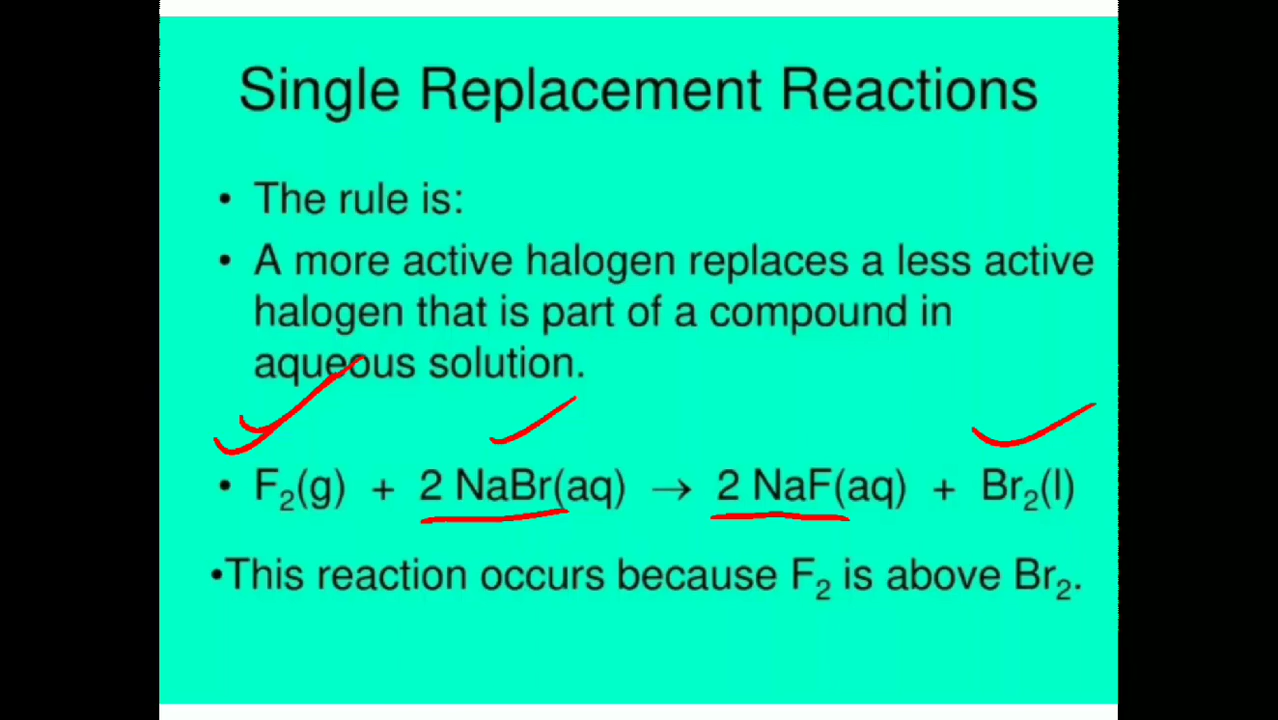 Single Replacement Reactions
• The rule is:
• A more active halogen replaces a less active
halogen that is part of a compound in
aqueous solution.
• F₂(g) + 2 NaBr(aq) → 2 NaF(aq) + Br₂(l)
•This reaction occurs because F₂ is above Br₂.